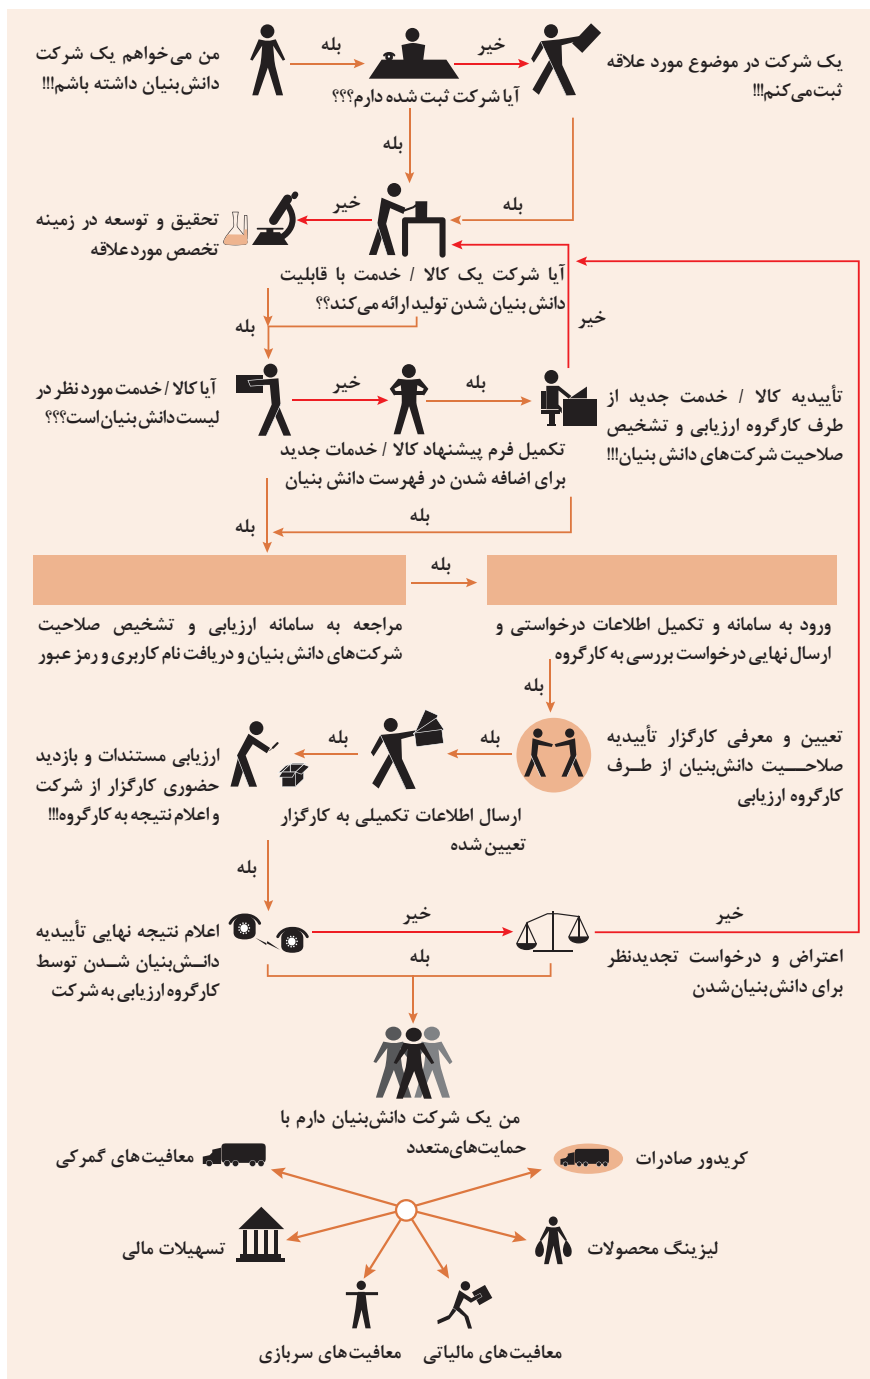 من می‌خواهم یک شرکت
دانش‌بنیان داشته باشم!!!
بله
آیا شرکت ثبت شده دارم؟؟؟
خیر
یک شرکت در موضوع مورد علاقه
ثبت‌می‌کنم!!!
بله
بله
خیر
تحقیق و توسعه در زمینه
تخصص مورد علاقه
آیا شرکت یک کالا / خدمت با قابلیت
دانش بنیان شدن تولید ارائه می‌کند؟؟
خیر
بله
آیا کالا / خدمت مورد نظر در
لیست دانش‌بنیان است؟؟؟
خیر
تکمیل فرم پیشنهاد کالا / خدمات جدید
برای اضافه شدن در فهرست دانش بنیان
بله
تأییدیه کالا / خدمت جدید از
طرف کارگروه ارزیابی و تشخیص
صلاحیت شرکت‌های دانش بنیان!!!
بله
بله
مراجعه به سامانه ارزیابی و تشخیص صلاحیت
شرکت‌های دانش بنیان و دریافت نام کاربری و رمز عبور
بله
ورود به سامانه و تکمیل اطلاعات درخواستی و
ارسال نهایی درخواست بررسی به کارگروه
بله
تعیین و معرفی کارگزار تأییدیه
صلاحـــیت دانش‌بنیان از طــرف
کارگروه ارزیابی
بله
ارسال اطلاعات تکمیلی به کارگزار
تعیین شده
بله
ارزیابی مستندات و بازدید
حضوری کارگزار از شرکت
و اعلام نتیجه به کارگروه!!!
بله
اعلام نتیجه نهایی تأییدیه
دانــش‌بنیان شــدن توسط
کارگروه ارزیابی به شرکت
خیر
بله
خیر
اعتراض و درخواست تجدیدنظر
برای دانش‌بنیان‌شدن
من یک شرکت دانش‌بنیان دارم با
حمایت‌های‌متعدد
کریدور صادرات
معافیت‌های گمرکی
لیزینگ محصولات
تسهیلات مالی
معافیت‌های مالیاتی
معافیت‌های سربازی